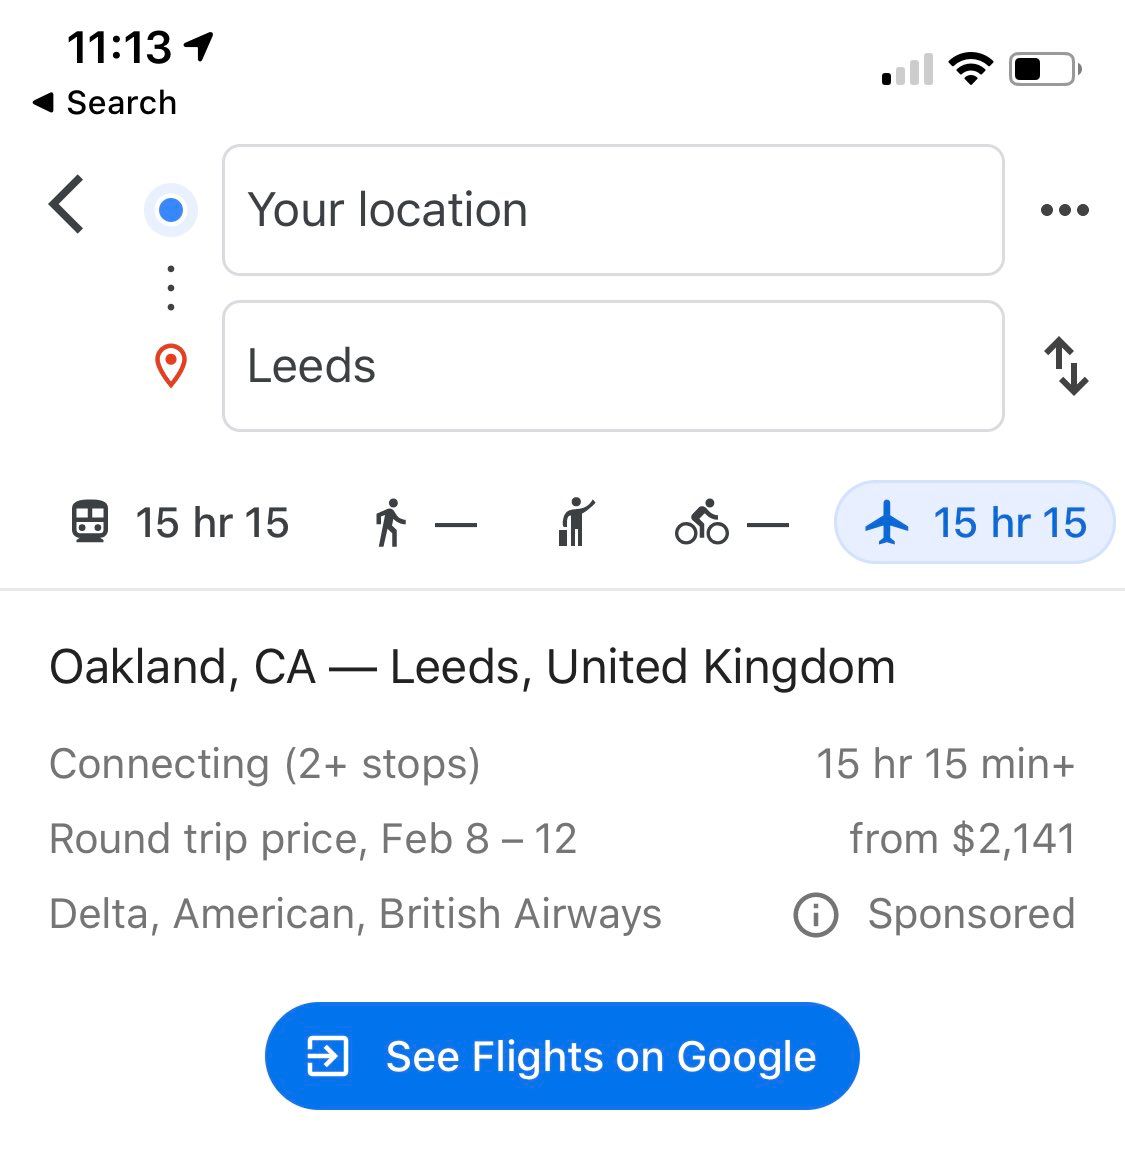 11:13
Search
Your location
Leeds
15 hr 15 — — 15 hr 15
Oakland, CA — Leeds, United Kingdom
Connecting (2+ stops) 15 hr 15 min+
Round trip price, Feb 8 – 12 from $2,141
Delta, American, British Airways Sponsored
See Flights on Google